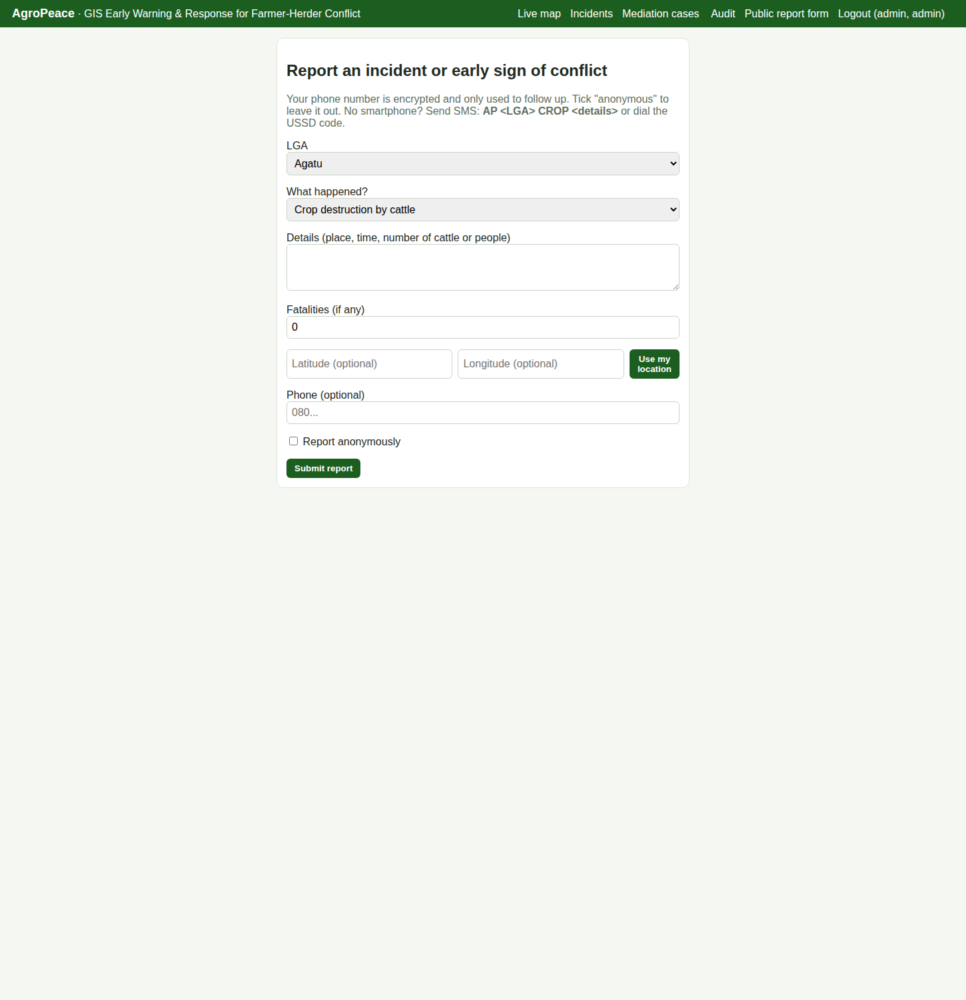 AgroPeace · GIS Early Warning & Response for Farmer-Herder Conflict
Live map Incidents Mediation cases Audit Public report form Logout (admin, admin)
Report an incident or early sign of conflict
Your phone number is encrypted and only used to follow up. Tick "anonymous" to
leave it out. No smartphone? Send SMS: AP <LGA> CROP <details> or dial the
USSD code.
LGA
Agatu
What happened?
Crop destruction by cattle
Details (place, time, number of cattle or people)
Fatalities (if any)
0
Latitude (optional)
Longitude (optional)
Use my
location
Phone (optional)
080...
Report anonymously
Submit report